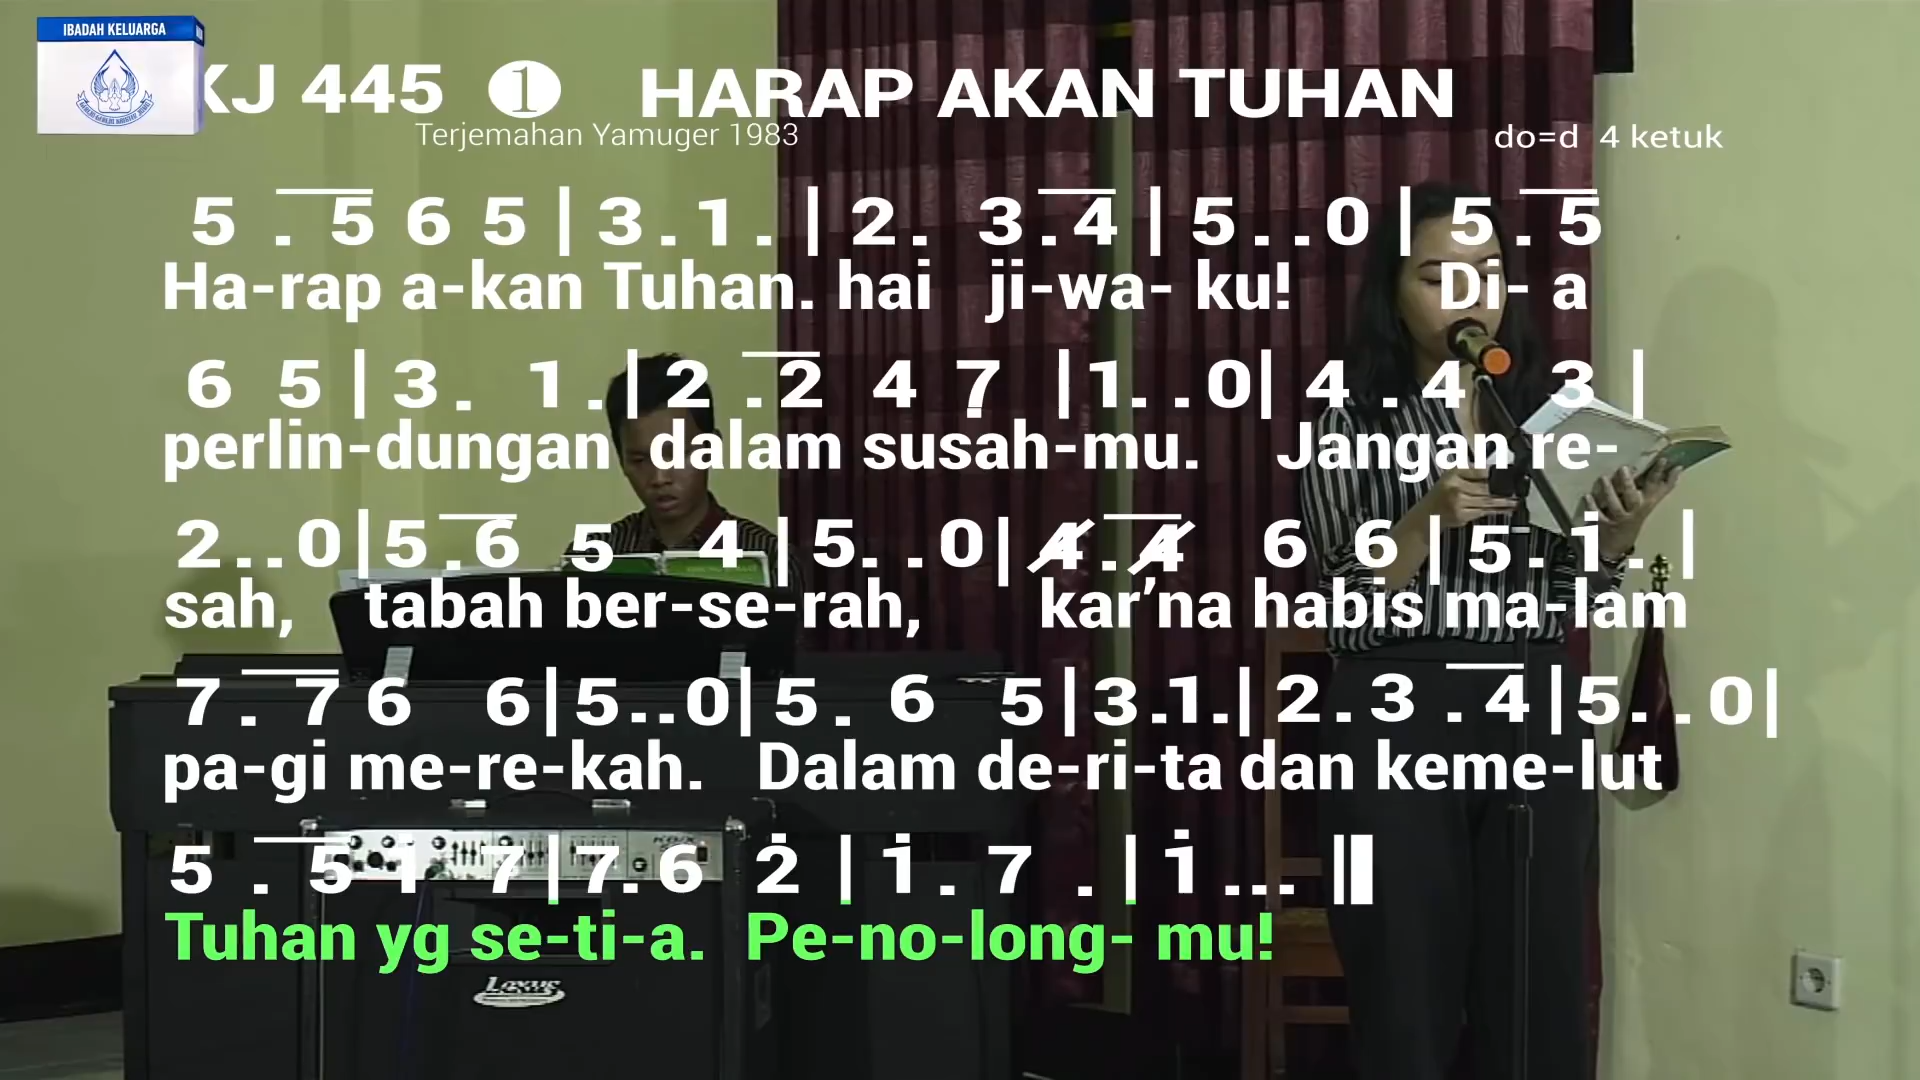 IBADAH KELUARGA
KJ 445 1 HARAP AKAN TUHAN
Terjemahan Yamuger 1983
do=d 4 ketuk
5 . 5 6 5 | 3 . 1 . | 2 . 3 . 4 | 5 . . 0 | 5 . 5
Ha-rap a-kan Tuhan. hai ji-wa- ku! Di- a
6 5 | 3 . 1 . | 2 . 2 4 7̣ | 1 . . 0 | 4 . 4 3 |
perlin-dungan dalam susah-mu. Jangan re-
2 . . 0 | 5 . 6 5 4 | 5 . . 0 | 4̸ . 4̸ 6 6 | 5 . i . |
sah, tabah ber-se-rah, kar’na habis ma-lam
7 . 7 6 6 | 5 . . 0 | 5 . 6 5 | 3 . 1 . | 2 . 3 . 4 | 5 . . 0 |
pa-gi me-re-kah. Dalam de-ri-ta dan keme-lut
5 . 5 i 7 | 7 . 6 2̇ | i . 7 . | i . . . ||
Tuhan yg se-ti-a. Pe-no-long- mu!